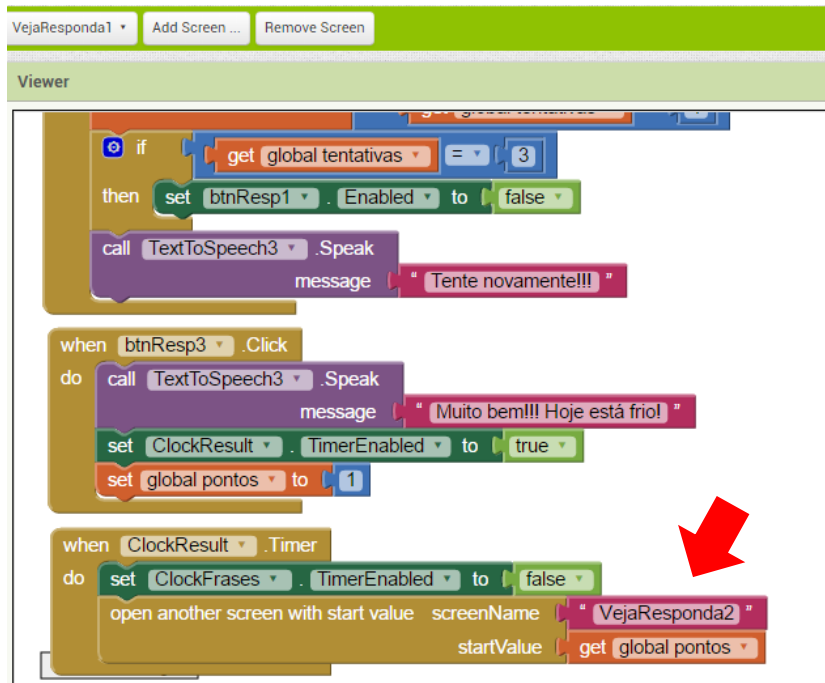 VejaResponda1 Add Screen ... Remove Screen
Viewer
if get global tentativas = 3
then set btnResp1 . Enabled to false
call TextToSpeech3 .Speak
message " Tente novamente!!! "
when btnResp3 .Click
do call TextToSpeech3 .Speak
message " Muito bem!!! Hoje está frio! "
set ClockResult . TimerEnabled to true
set global pontos to 1
when ClockResult .Timer
do set ClockFrases . TimerEnabled to false
open another screen with start value screenName " VejaResponda2 "
startValue get global pontos